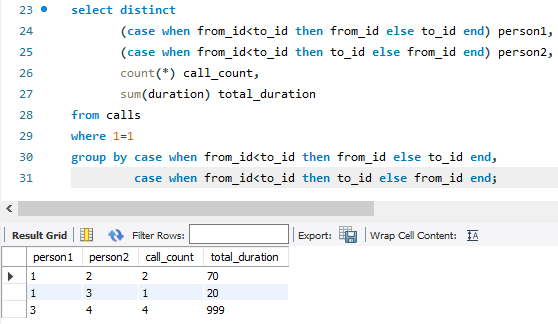 23 select distinct
24 (case when from_id<to_id then from_id else to_id end) person1,
25 (case when from_id<to_id then to_id else from_id end) person2,
26 count(*) call_count,
27 sum(duration) total_duration
28 from calls
29 where 1=1
30 group by case when from_id<to_id then from_id else to_id end,
31 case when from_id<to_id then to_id else from_id end;
Result Grid Filter Rows: Export: Wrap Cell Content:
person1 person2 call_count total_duration
1 2 2 70
1 3 1 20
3 4 4 999